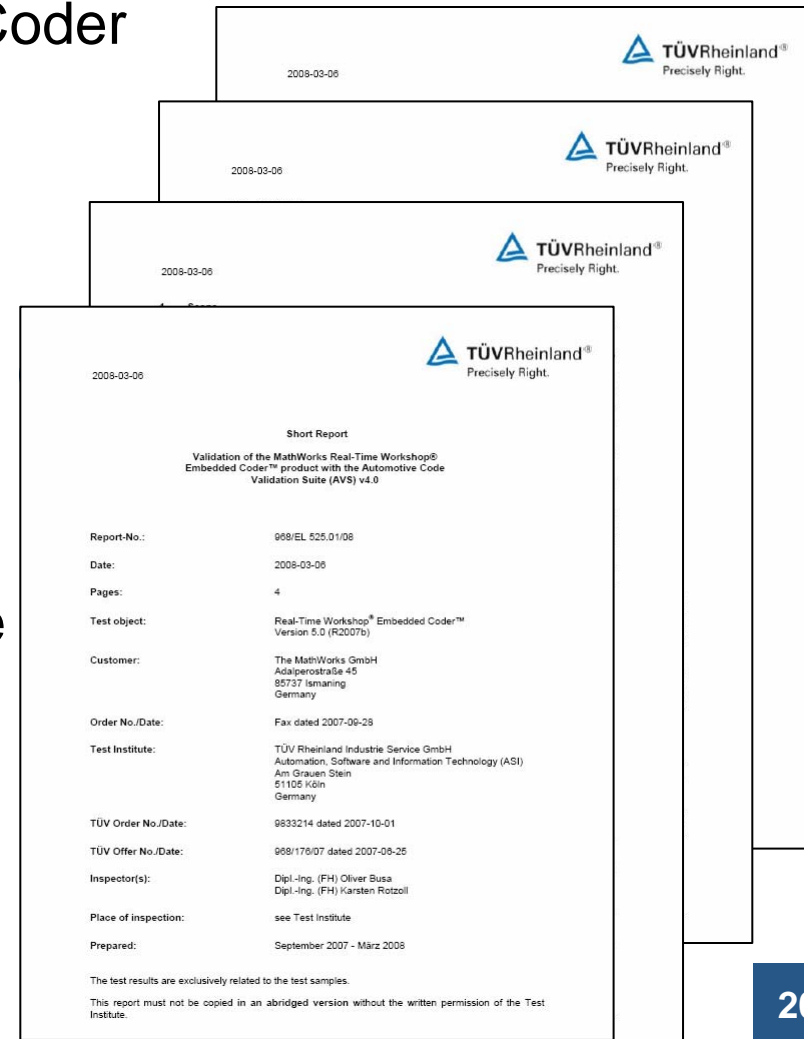 Coder
TÜVRheinland®
Precisely Right.
2008-03-06
TÜVRheinland®
Precisely Right.
2008-03-06
TÜVRheinland®
Precisely Right.
2008-03-06
TÜVRheinland®
Precisely Right.
2008-03-06
Short Report
Validation of the MathWorks Real-Time Workshop®
Embedded Coder™ product with the Automotive Code
Validation Suite (AVS) v4.0
Report-No.: 968/EL 525.01/08
Date: 2008-03-06
Pages: 4
Test object: Real-Time Workshop® Embedded Coder™
Version 5.0 (R2007b)
e
Customer: The MathWorks GmbH
Adalperostraße 45
85737 Ismaning
Germany
Order No./Date: Fax dated 2007-09-28
Test Institute: TÜV Rheinland Industrie Service GmbH
Automation, Software and Information Technology (ASI)
Am Grauen Stein
51105 Köln
Germany
TÜV Order No./Date: 9833214 dated 2007-10-01
TÜV Offer No./Date: 968/176/07 dated 2007-06-25
Inspector(s): Dipl.-Ing. (FH) Oliver Busa
Dipl.-Ing. (FH) Karsten Rotzoll
Place of inspection: see Test Institute
Prepared: September 2007 - März 2008
The test results are exclusively related to the test samples.
This report must not be copied in an abridged version without the written permission of the Test
Institute.
20